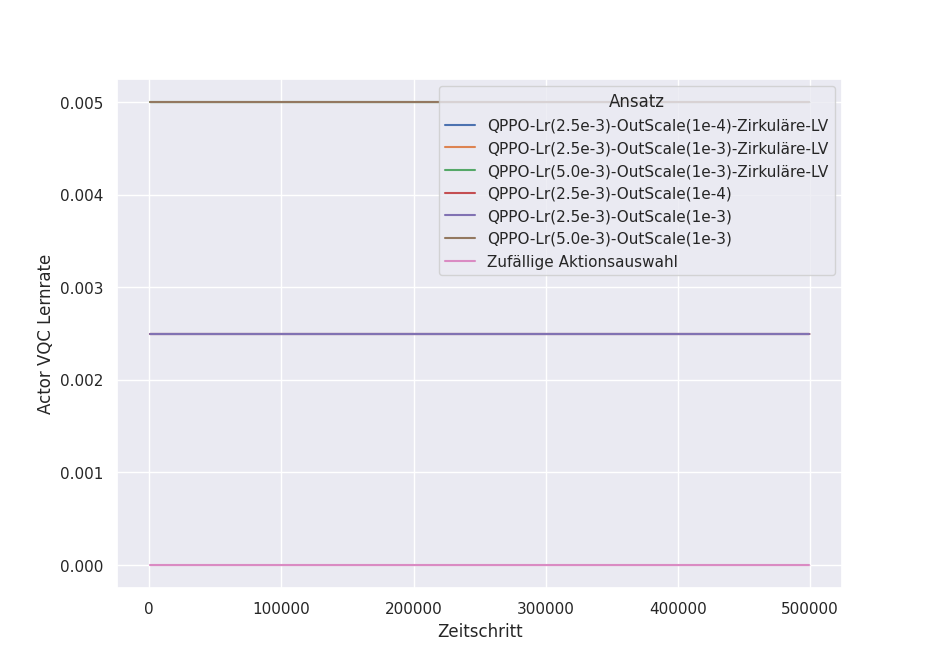 0.005
0.004
0.003
0.002
0.001
0.000
Actor VQC Lernrate
Ansatz
QPPO-Lr(2.5e-3)-OutScale(1e-4)-Zirkuläre-LV
QPPO-Lr(2.5e-3)-OutScale(1e-3)-Zirkuläre-LV
QPPO-Lr(5.0e-3)-OutScale(1e-3)-Zirkuläre-LV
QPPO-Lr(2.5e-3)-OutScale(1e-4)
QPPO-Lr(2.5e-3)-OutScale(1e-3)
QPPO-Lr(5.0e-3)-OutScale(1e-3)
Zufällige Aktionsauswahl
0 100000 200000 300000 400000 500000
Zeitschritt